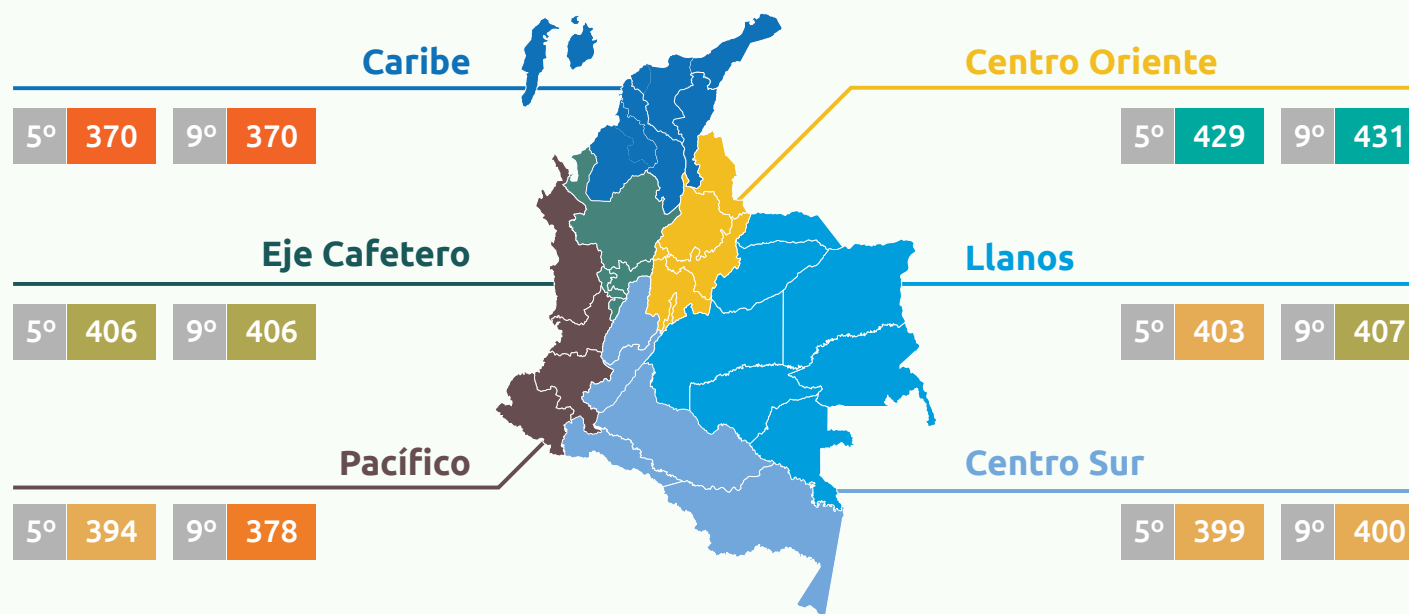 Caribe
5º 370 9º 370
Centro Oriente
5º 429 9º 431
Eje Cafetero
5º 406 9º 406
Llanos
5º 403 9º 407
Pacífico
5º 394 9º 378
Centro Sur
5º 399 9º 400